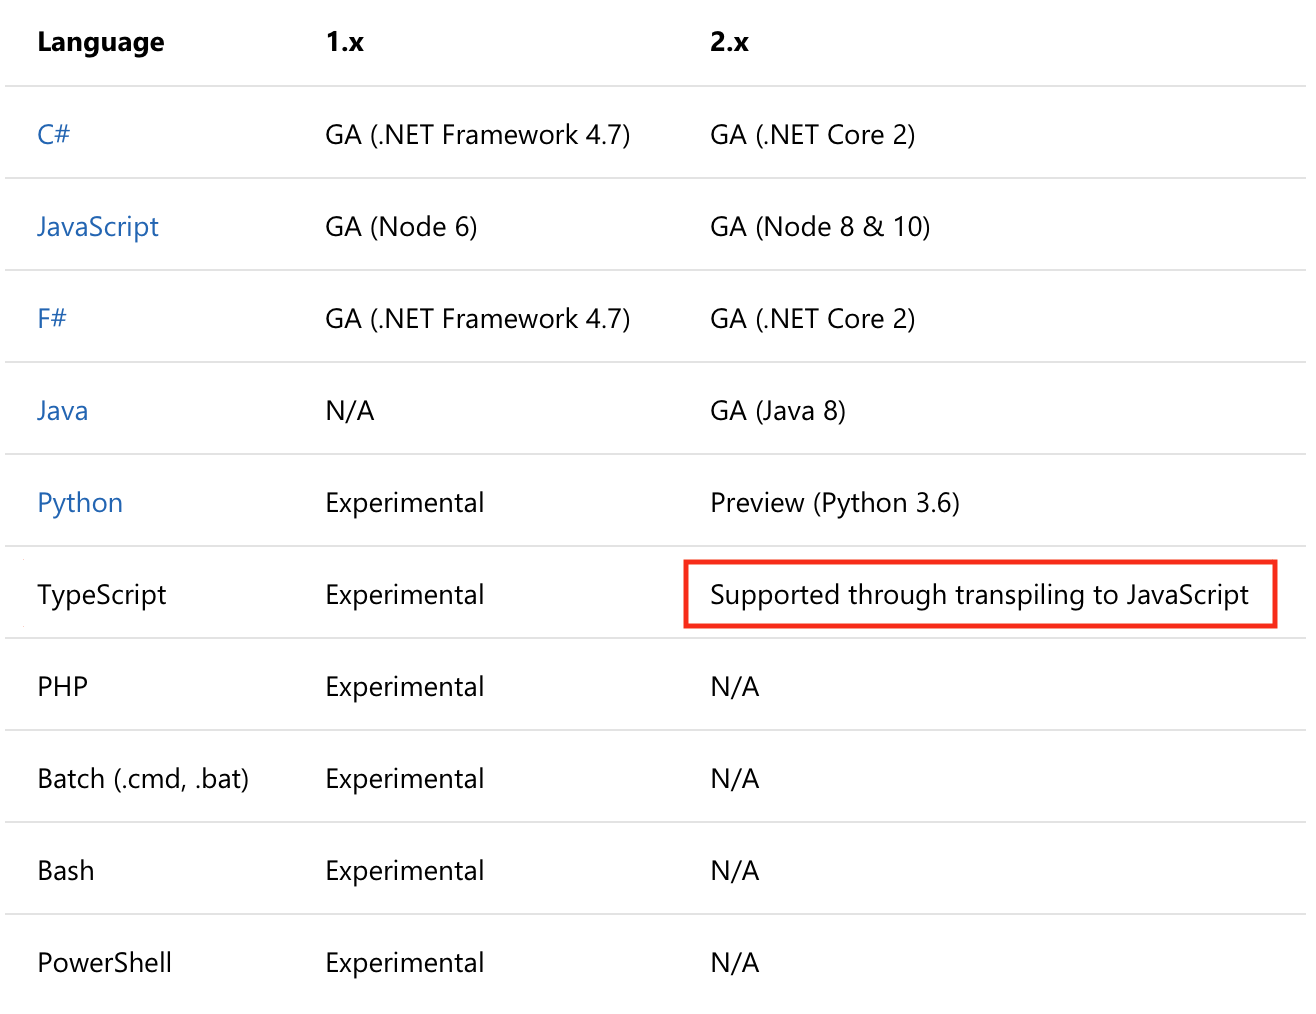 Language 1.x 2.x
C# GA (.NET Framework 4.7) GA (.NET Core 2)
JavaScript GA (Node 6) GA (Node 8 & 10)
F# GA (.NET Framework 4.7) GA (.NET Core 2)
Java N/A GA (Java 8)
Python Experimental Preview (Python 3.6)
TypeScript Experimental Supported through transpiling to JavaScript
PHP Experimental N/A
Batch (.cmd, .bat) Experimental N/A
Bash Experimental N/A
PowerShell Experimental N/A